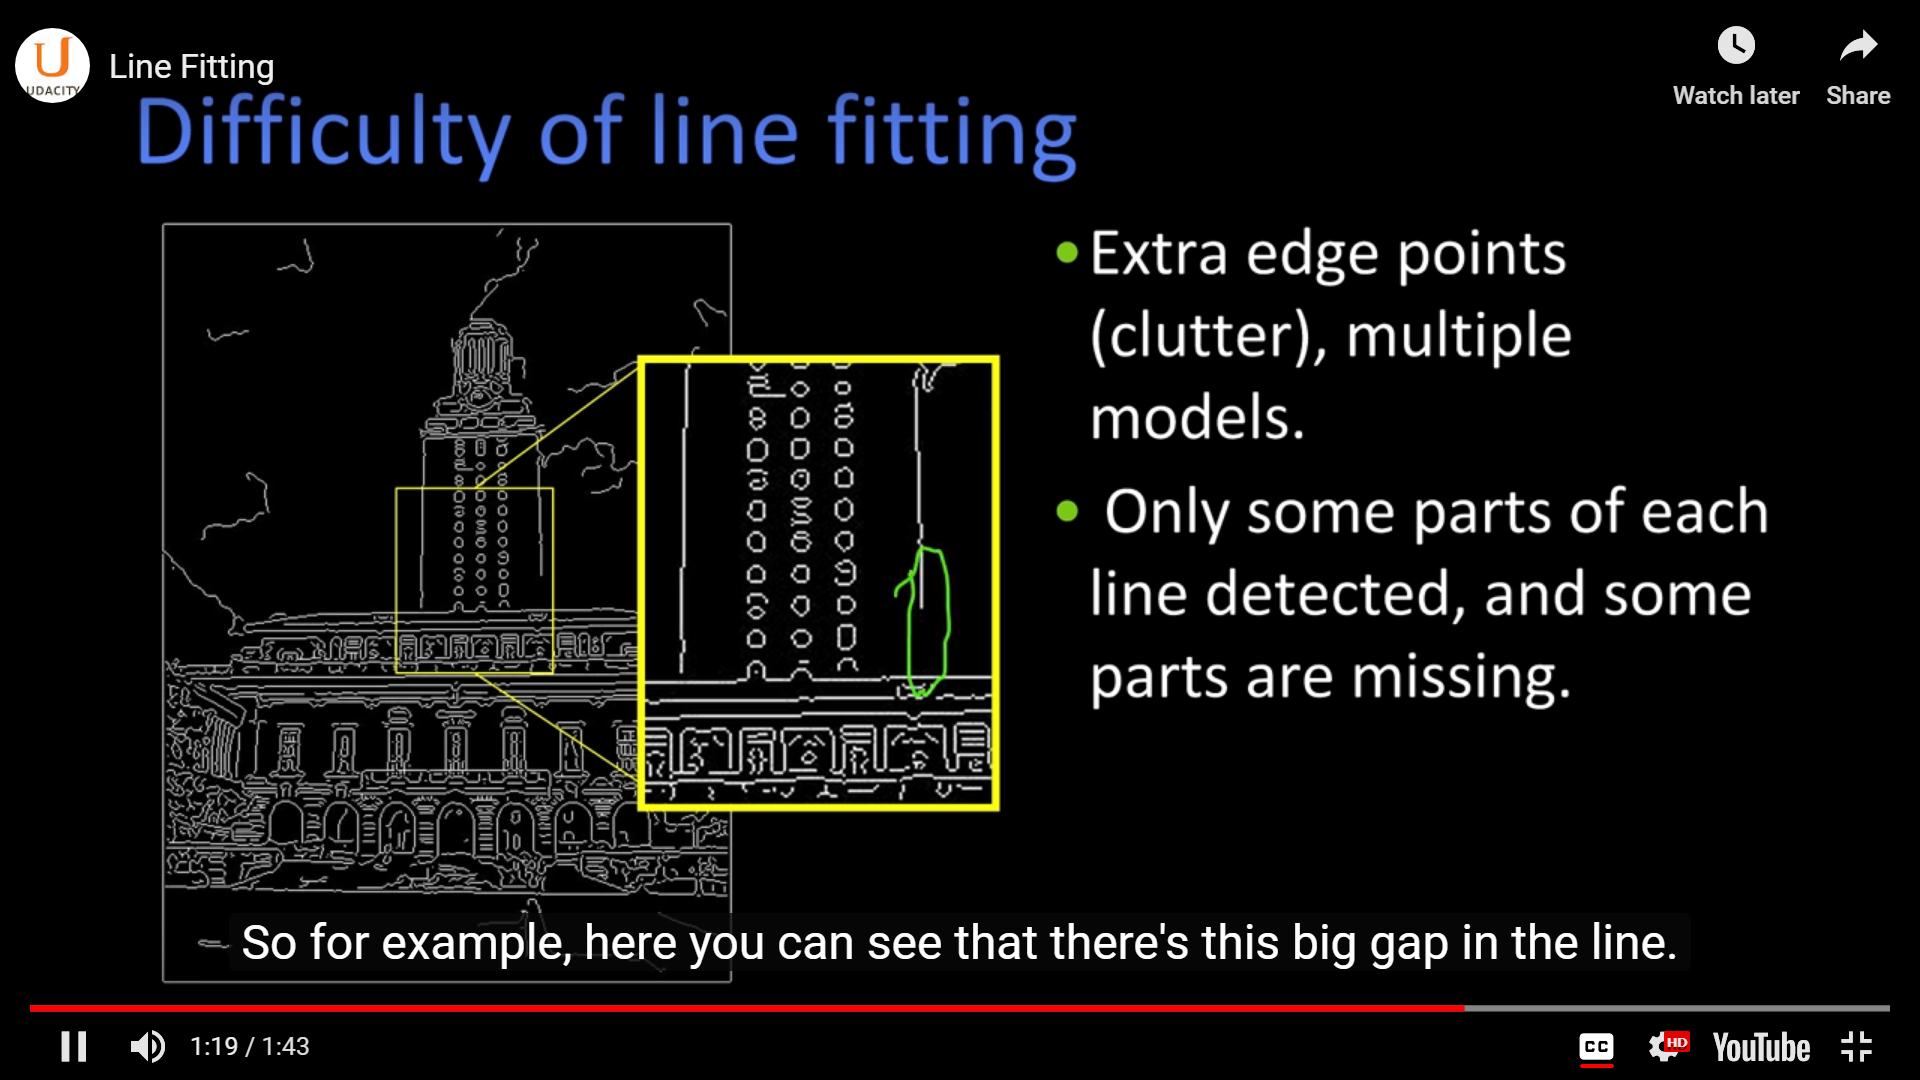 UDACITY
Line Fitting
Watch later
Share
Difficulty of line fitting
Extra edge points
(clutter), multiple
models.
Only some parts of each
line detected, and some
parts are missing.
So for example, here you can see that there's this big gap in the line.
1:19 / 1:43
CC
HD
YouTube